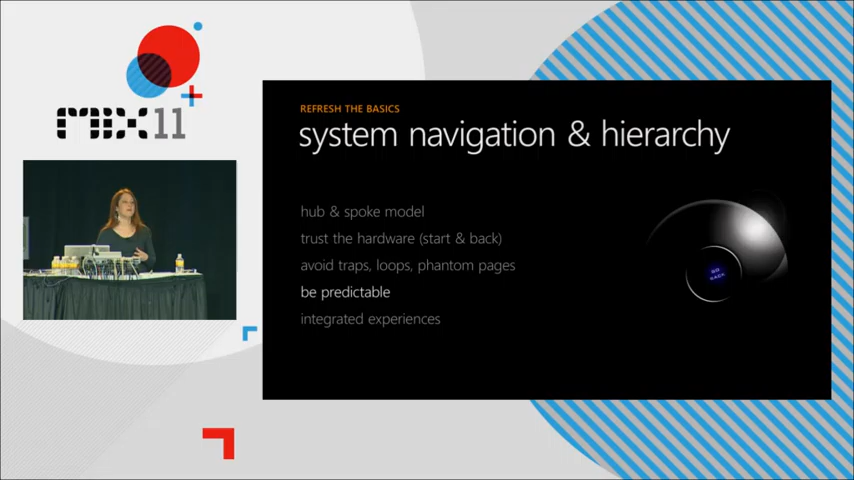 MIX11
REFRESH THE BASICS
system navigation & hierarchy
hub & spoke model
trust the hardware (start & back)
avoid traps, loops, phantom pages
be predictable
integrated experiences
GO
BACK